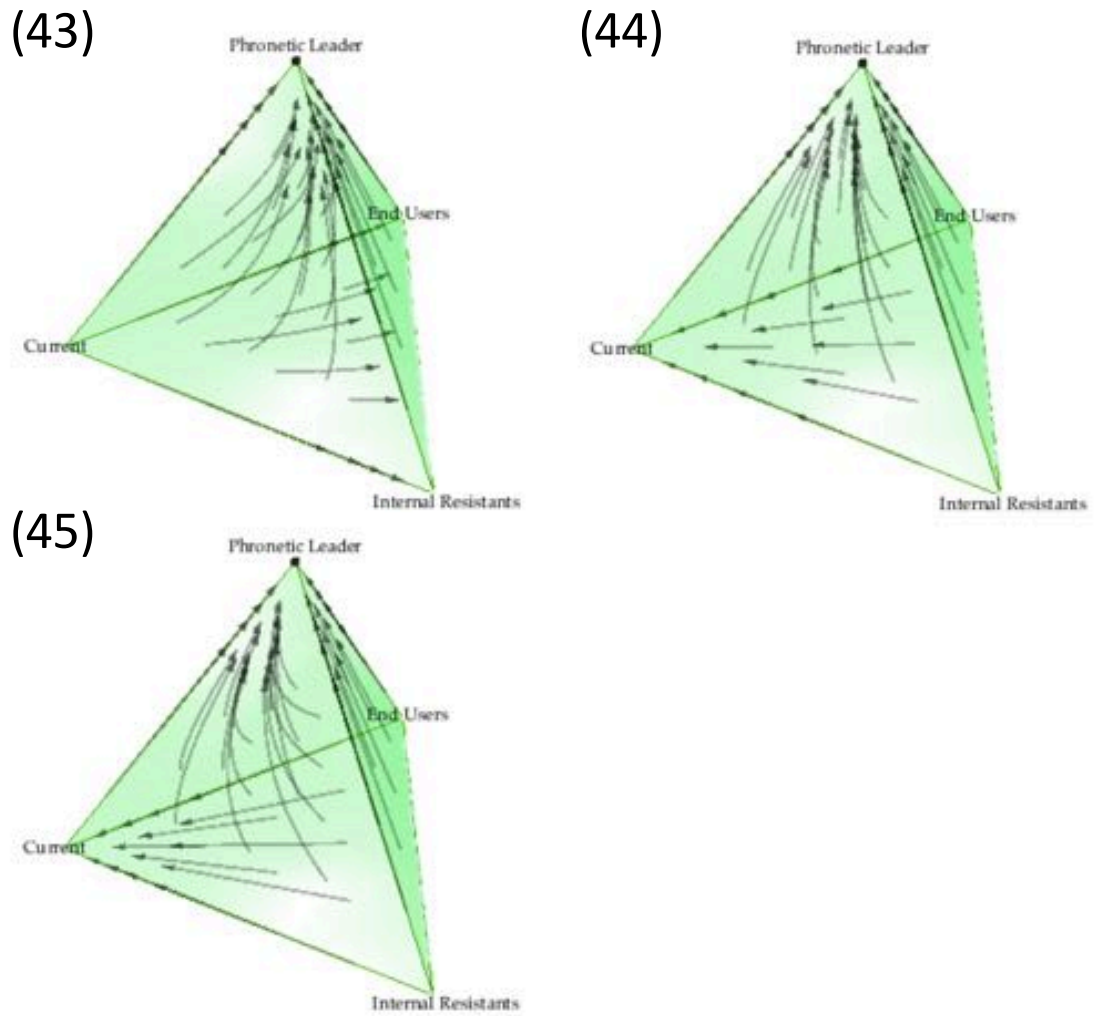 (43)
Phronetic Leader
End Users
Current
Internal Resistants
(44)
Phronetic Leader
End Users
Current
Internal Resistants
(45)
Phronetic Leader
End Users
Current
Internal Resistants